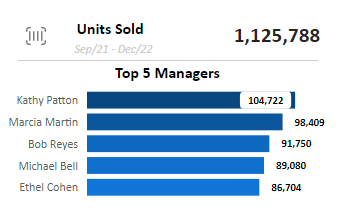 Units Sold
1,125,788
Sep/21 - Dec/22
Top 5 Managers
Kathy Patton 104,722
Marcia Martin 98,409
Bob Reyes 91,750
Michael Bell 89,080
Ethel Cohen 86,704